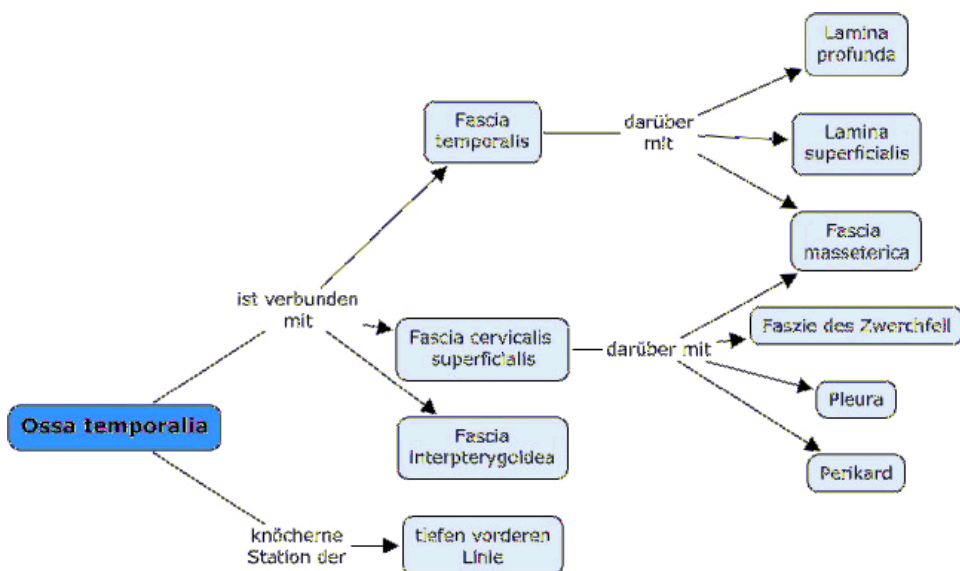 Lamina
profunda
Fascia
temporalis
darüber
mit
Lamina
superficialis
Fascia
masseterica
ist verbunden
mit
Fascia cervicalis
superficialis
darüber mit
Faszie des Zwerchfell
Pleura
Ossa temporalia
Fascia
interpterygoidea
Perikard
knöcherne
Station der
tiefen vorderen
Linie